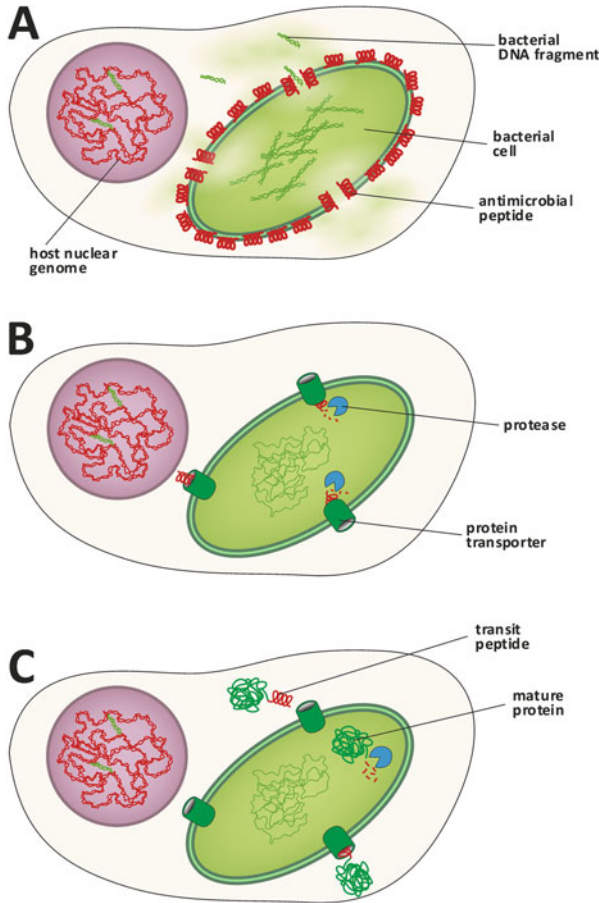 A
bacterial
DNA fragment
bacterial
cell
antimicrobial
peptide
host nuclear
genome
B
protease
protein
transporter
C
transit
peptide
mature
protein